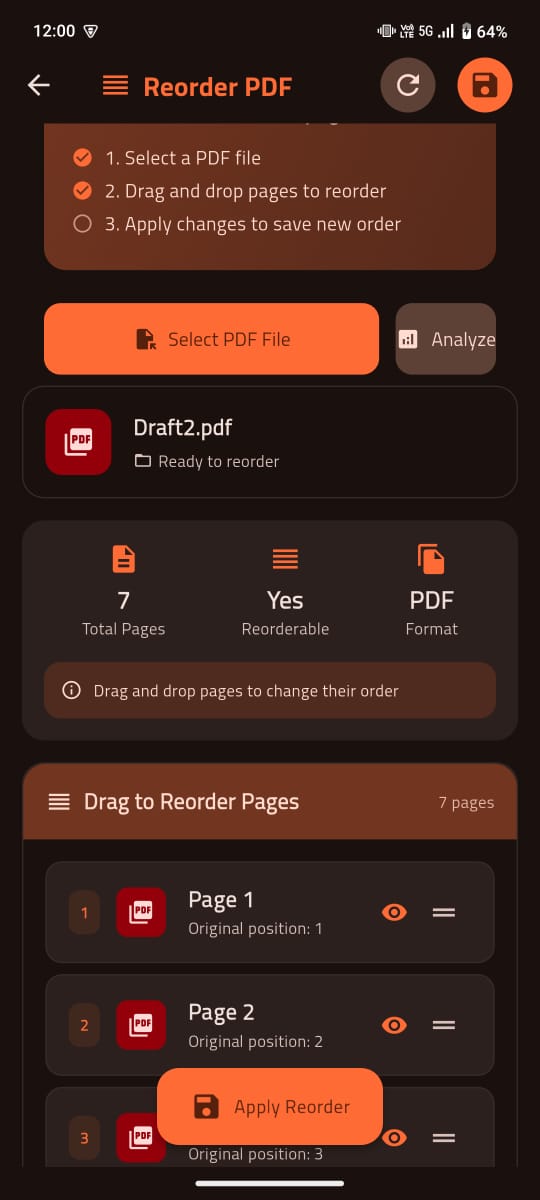 12:00 5G 64%
Reorder PDF
1. Select a PDF file
2. Drag and drop pages to reorder
3. Apply changes to save new order
Select PDF File
Analyze
PDF
Draft2.pdf
Ready to reorder
7 Yes PDF
Total Pages Reorderable Format
Drag and drop pages to change their order
Drag to Reorder Pages 7 pages
1 PDF Page 1
Original position: 1
2 PDF Page 2
Original position: 2
Apply Reorder
3 PDF
Original position: 3